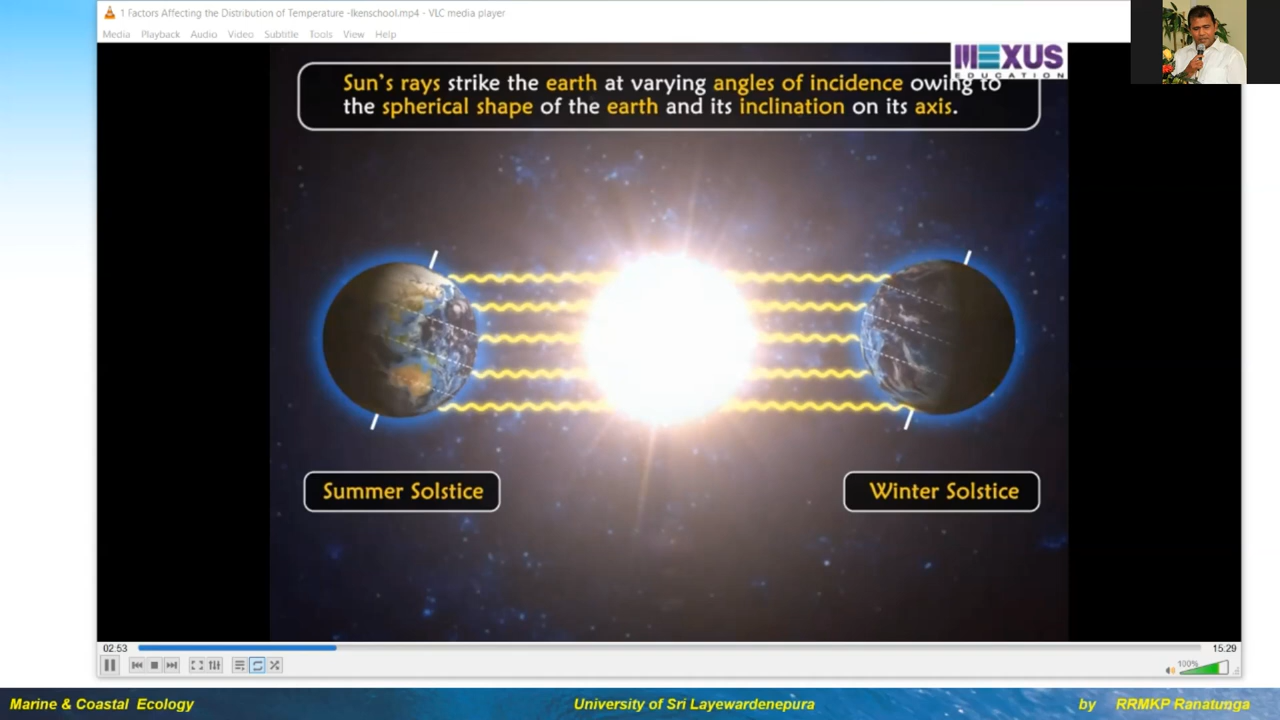 1 Factors Affecting the Distribution of Temperature -Ikenschool.mp4 - VLC media player
Media Playback Audio Video Subtitle Tools View Help
MEXUS
EDUCATION
Sun's rays strike the earth at varying angles of incidence owing to
the spherical shape of the earth and its inclination on its axis.
Summer Solstice
Winter Solstice
02:53
15:29
100%
Marine & Coastal Ecology
University of Sri Layewardenepura
by RRMKP Ranatunga